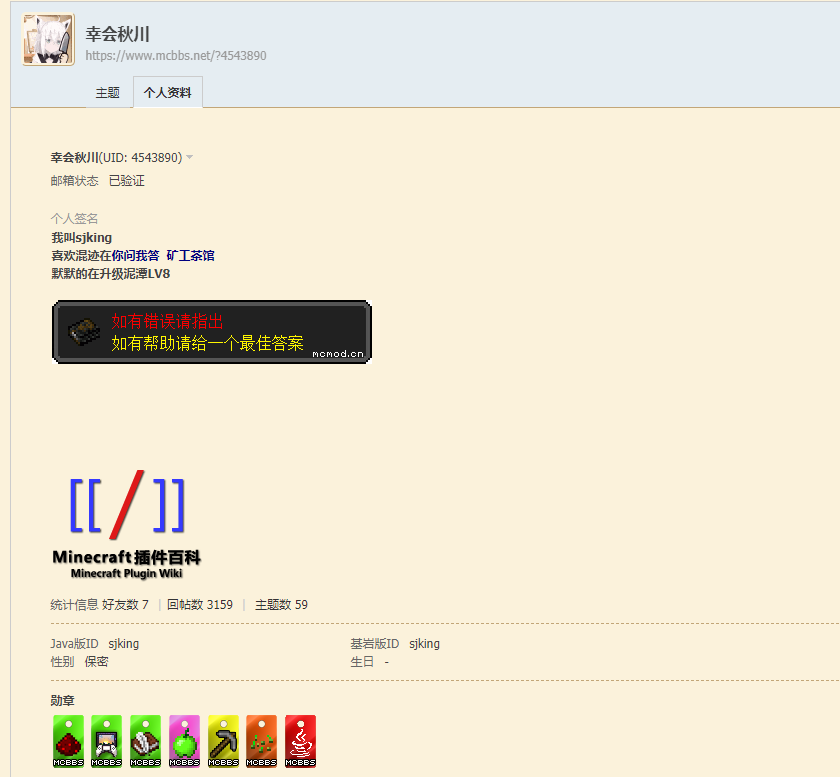 幸会秋川
https://www.mcbbs.net/?4543890
主题 个人资料
幸会秋川(UID: 4543890)
邮箱状态 已验证
个人签名
我叫sjking
喜欢混迹在你问我答 矿工茶馆
默默的在升级泥潭LV8
如有错误请指出
如有帮助请给一个最佳答案
mcmod.cn
[[/]]
Minecraft插件百科
Minecraft Plugin Wiki
统计信息 好友数 7 | 回帖数 3159 | 主题数 59
Java版ID sjking 基岩版ID sjking
性别 保密 生日 -
勋章
MCBBS MCBBS MCBBS MCBBS MCBBS MCBBS MCBBS